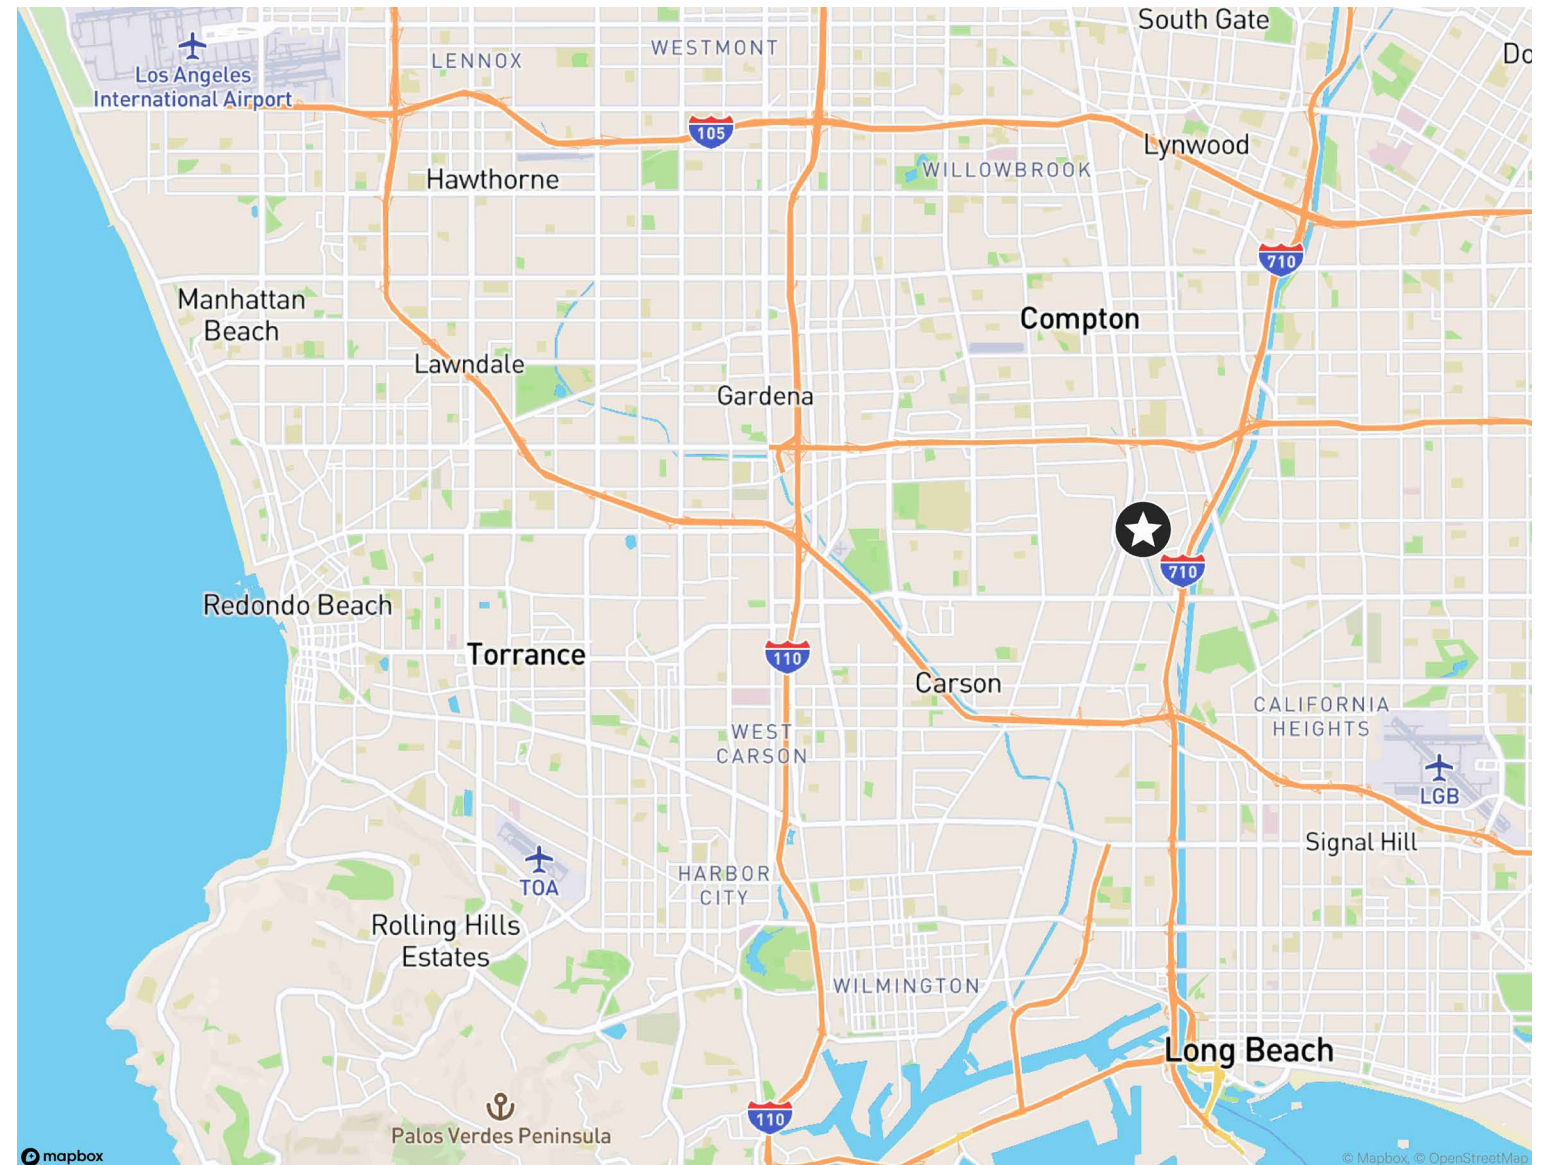 South Gate
WESTMONT
LENNOX
Do
Los Angeles
International Airport
105
Lynwood
WILLOWBROOK
Hawthorne
710
Manhattan
Beach
Compton
Lawndale
Gardena
710
Redondo Beach
Torrance
110
Carson
CALIFORNIA
HEIGHTS
WEST
CARSON
LGB
Signal Hill
HARBOR
CITY
TOA
Rolling Hills
Estates
WILMINGTON
Long Beach
110
Palos Verdes Peninsula
mapbox
© Mapbox, © OpenStreetMap